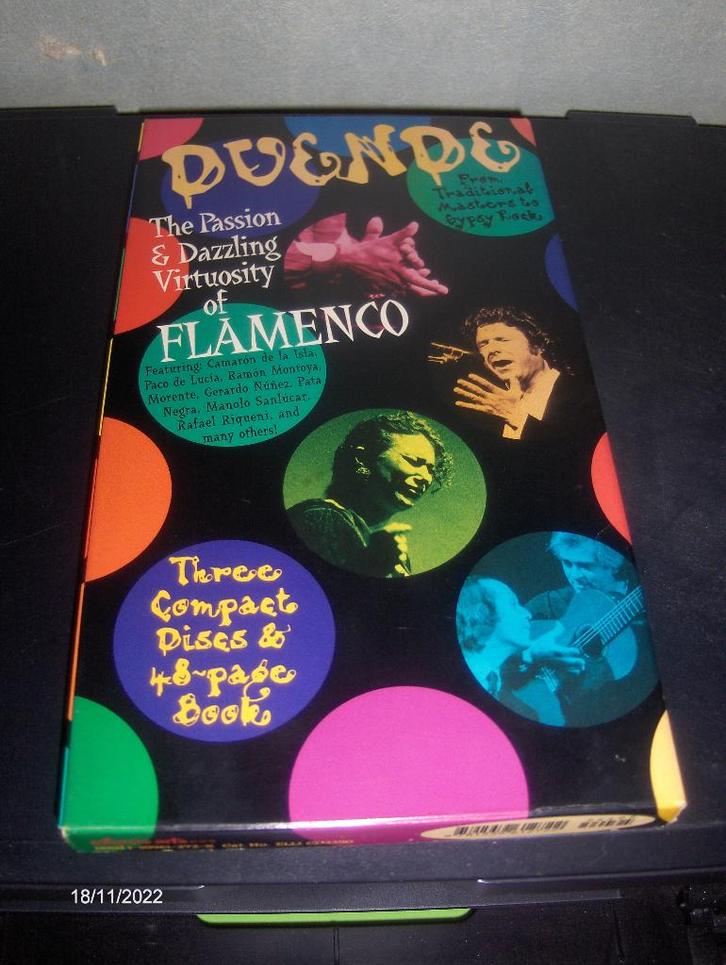 DUENDE
From
Traditional
Masters to
Gypsy Rock
The Passion
& Dazzling
Virtuosity
of
FLAMENCO
Featuring: Camarón de la Isla,
Paco de Lucía, Ramón Montoya,
Morente, Gerardo Núñez, Pata
Negra, Manolo Sanlúcar,
Rafael Riqueni, and
many others!
Three
Compact
Discs &
48-page
Book
Cat No.
18/11/2022